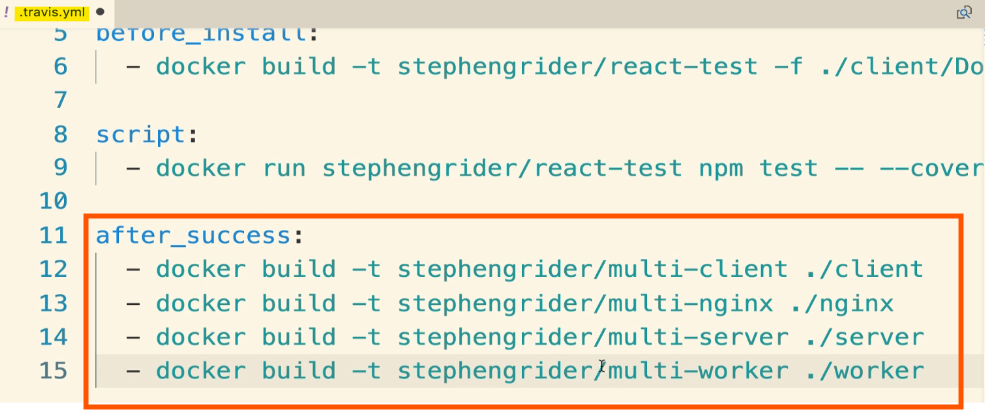 ! .travis.yml ●
5 before_install:
6 - docker build -t stephengrider/react-test -f ./client/Do
7
8 script:
9 - docker run stephengrider/react-test npm test -- --cover
10
11 after_success:
12 - docker build -t stephengrider/multi-client ./client
13 - docker build -t stephengrider/multi-nginx ./nginx
14 - docker build -t stephengrider/multi-server ./server
15 - docker build -t stephengrider/multi-worker ./worker